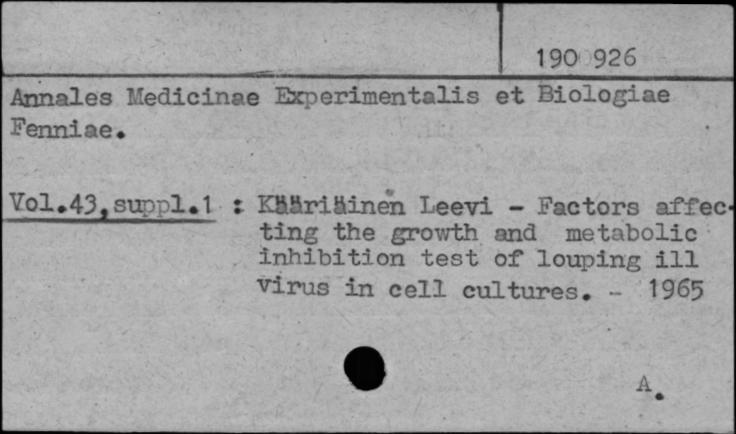 190 926
Annales Medicinae Experimentalis et Biologiae
Fenniae.
Vol.43,suppl.1 : Kääriäinen Leevi - Factors affec-
ting the growth and metabolic
inhibition test of louping ill
virus in cell cultures. - 1965
A.